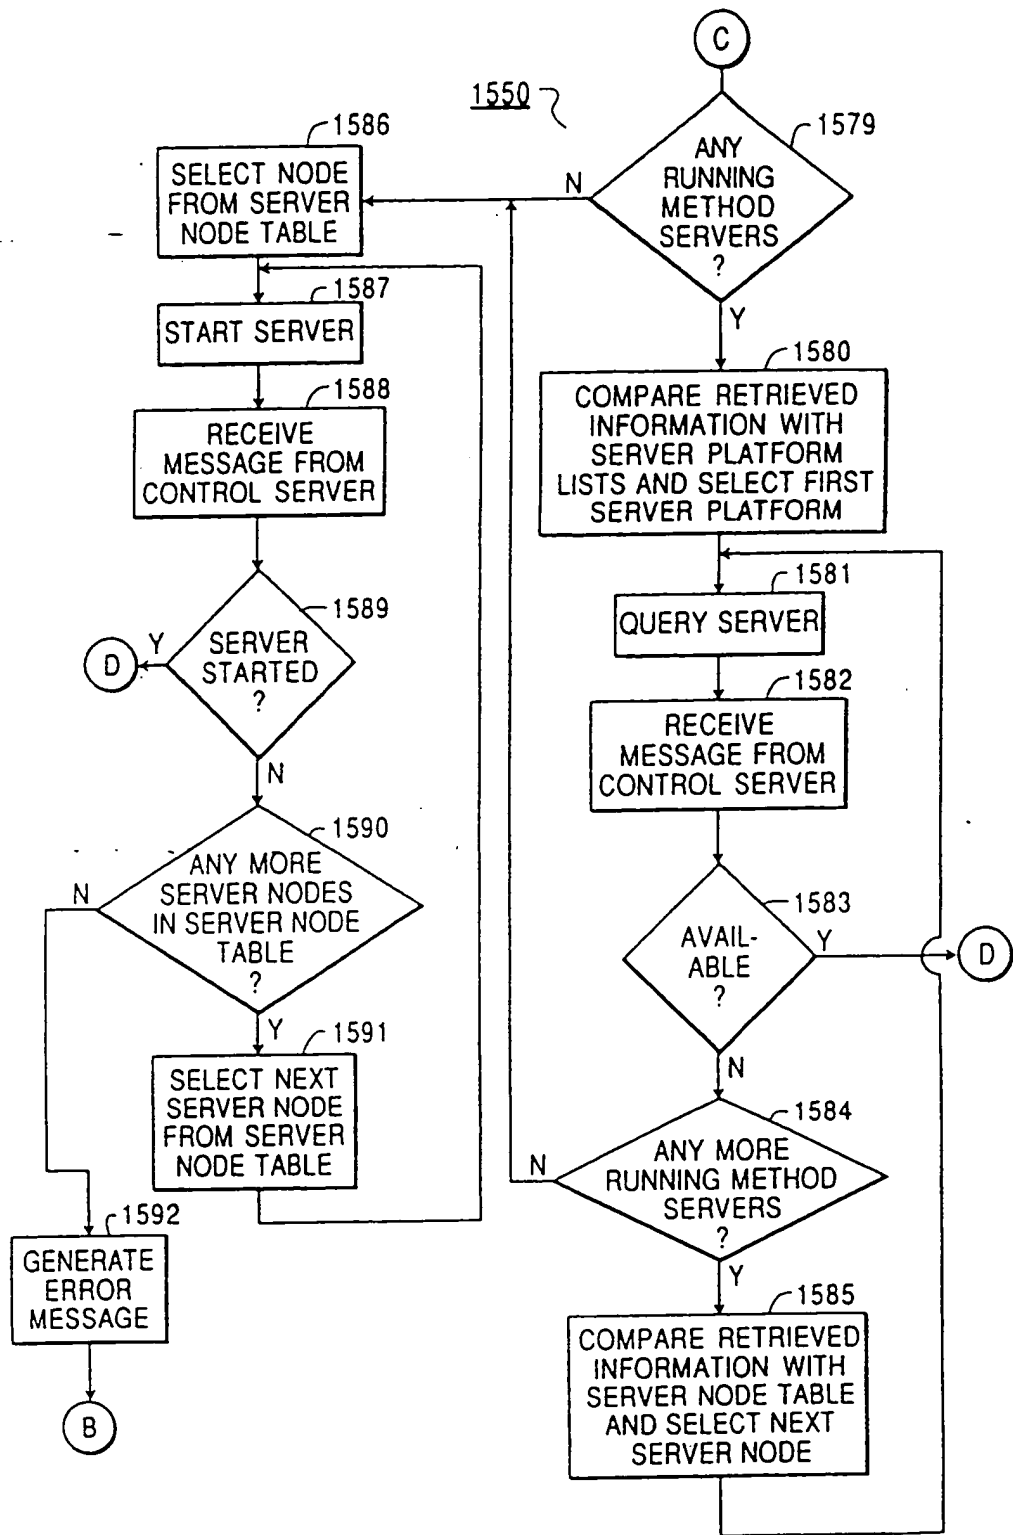 C
1550
1579
ANY
RUNNING
METHOD
SERVERS
?
N
Y
1586
SELECT NODE
FROM SERVER
NODE TABLE
1587
START SERVER
1588
RECEIVE
MESSAGE FROM
CONTROL SERVER
1589
SERVER
STARTED
?
Y
D
N
1590
ANY MORE
SERVER NODES
IN SERVER NODE
TABLE
?
N
Y
1591
SELECT NEXT
SERVER NODE
FROM SERVER
NODE TABLE
1592
GENERATE
ERROR
MESSAGE
B
1580
COMPARE RETRIEVED
INFORMATION WITH
SERVER PLATFORM
LISTS AND SELECT FIRST
SERVER PLATFORM
1581
QUERY SERVER
1582
RECEIVE
MESSAGE FROM
CONTROL SERVER
1583
AVAIL-
ABLE
?
Y
D
N
1584
ANY MORE
RUNNING METHOD
SERVERS
?
N
Y
1585
COMPARE RETRIEVED
INFORMATION WITH
SERVER NODE TABLE
AND SELECT NEXT
SERVER NODE